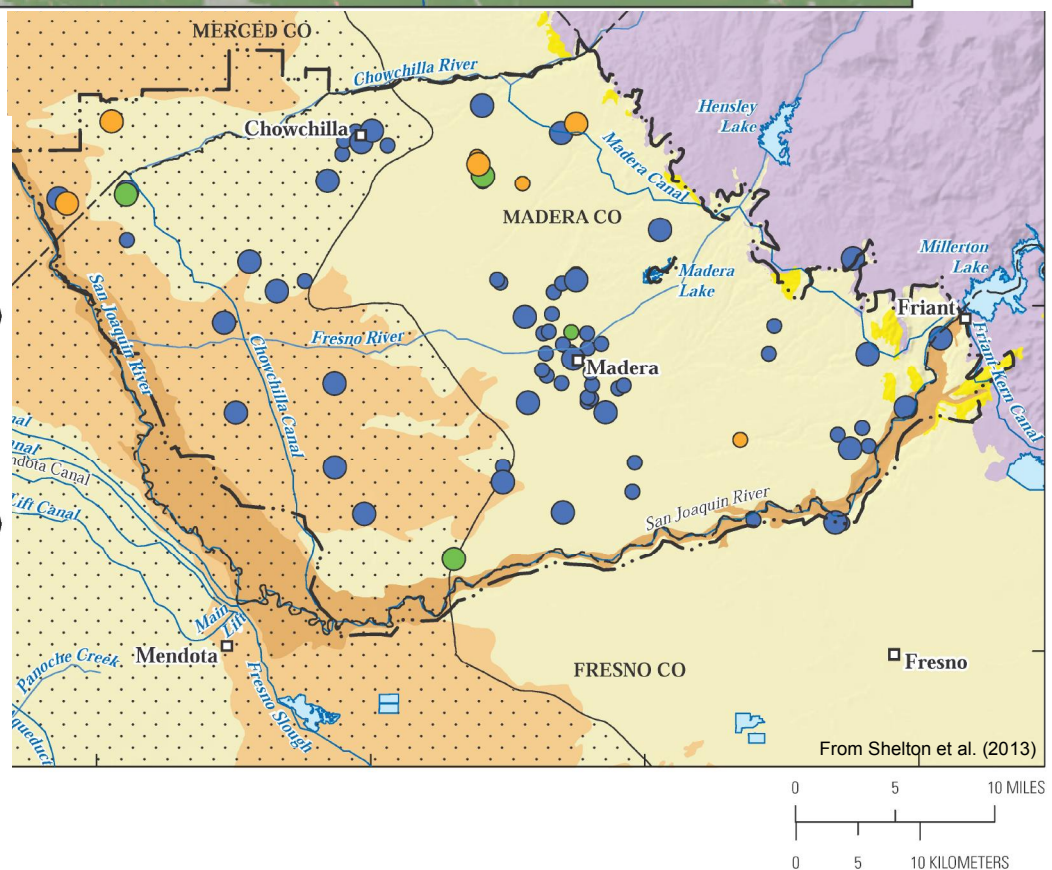 MERCED CO
Chowchilla River
Chowchilla
Hensley
Lake
Madera Canal
MADERA CO
Millerton
Lake
Madera
Lake
Friant
San Joaquin River
Fresno River
Chowchilla Canal
Madera
Friant-Kern Canal
Canal
Lift Canal
San Joaquin River
Main
Lift
Mendota
Panoche Creek
Fresno Slough
FRESNO CO
Fresno
From Shelton et al. (2013)
0 5 10 MILES
0 5 10 KILOMETERS